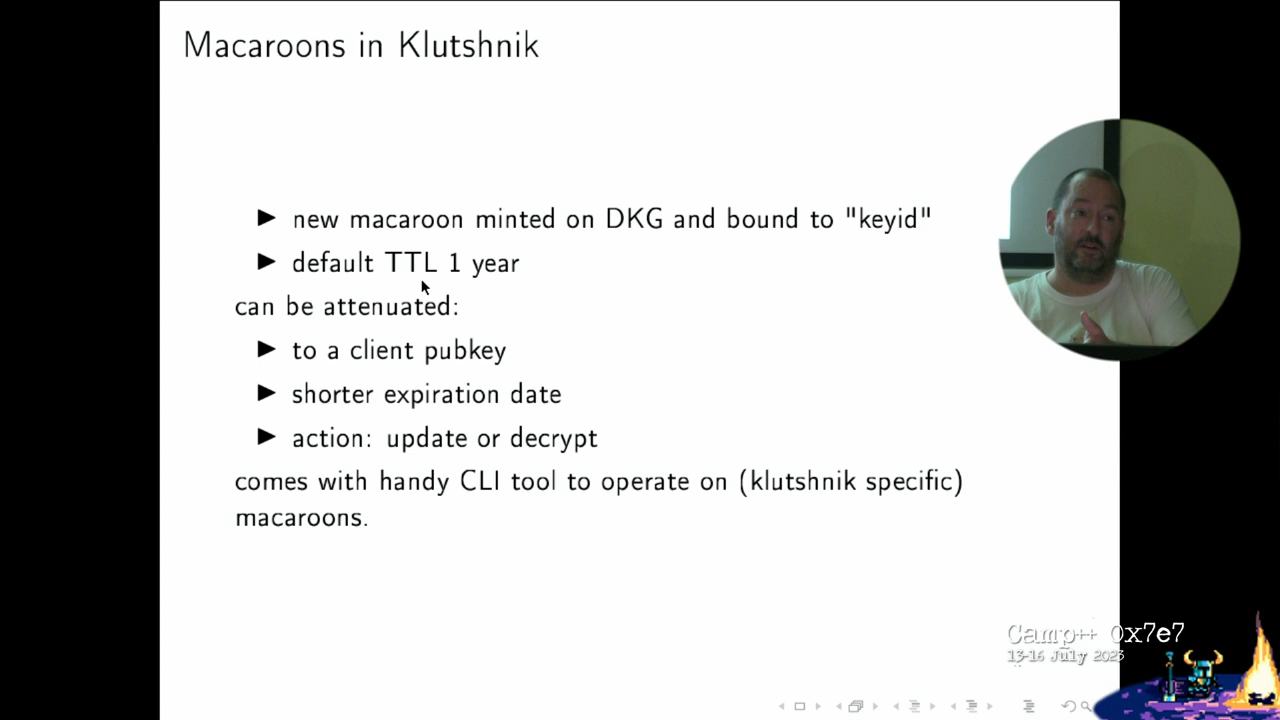 Macaroons in Klutshnik
new macaroon minted on DKG and bound to "keyid"
default TTL 1 year
can be attenuated:
to a client pubkey
shorter expiration date
action: update or decrypt
comes with handy CLI tool to operate on (klutshnik specific)
macaroons.
Camp++ 0x7e7
13-16 July 2023